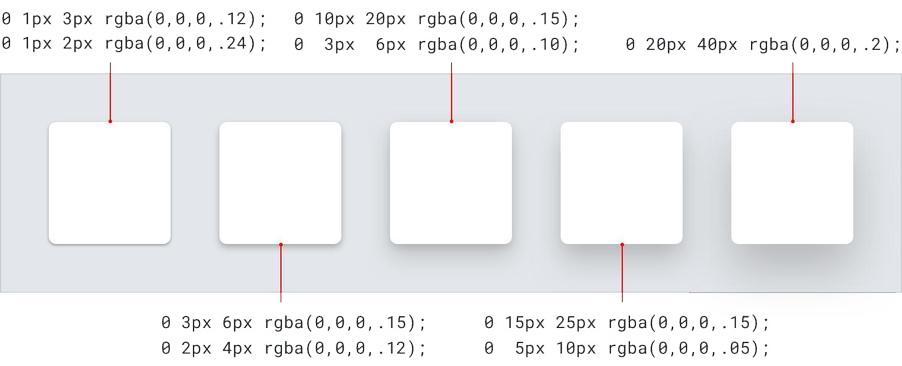 0 1px 3px rgba(0,0,0,.12);
0 1px 2px rgba(0,0,0,.24);
0 10px 20px rgba(0,0,0,.15);
0  3px  6px rgba(0,0,0,.10);
0 20px 40px rgba(0,0,0,.2);
0 3px 6px rgba(0,0,0,.15);
0 2px 4px rgba(0,0,0,.12);
0 15px 25px rgba(0,0,0,.15);
0  5px 10px rgba(0,0,0,.05);